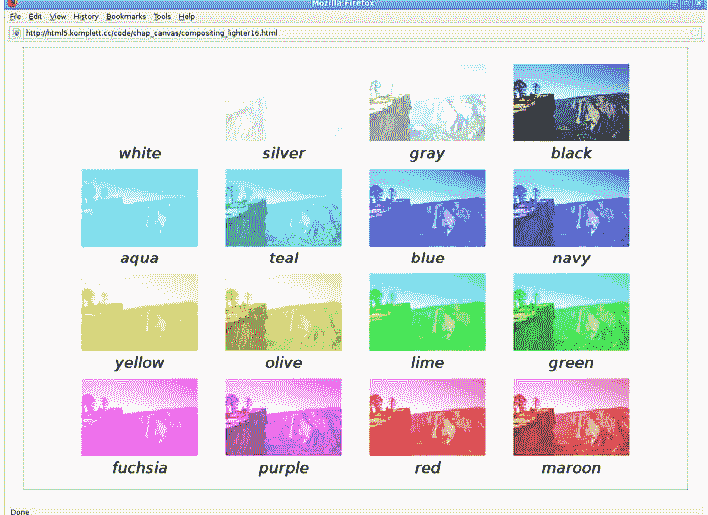 Mozilla Firefox
File Edit View History Bookmarks Tools Help
http://html5.komplett.cc/code/chap_canvas/compositing_lighter16.html
white silver gray black
aqua teal blue navy
yellow olive lime green
fuchsia purple red maroon
Done